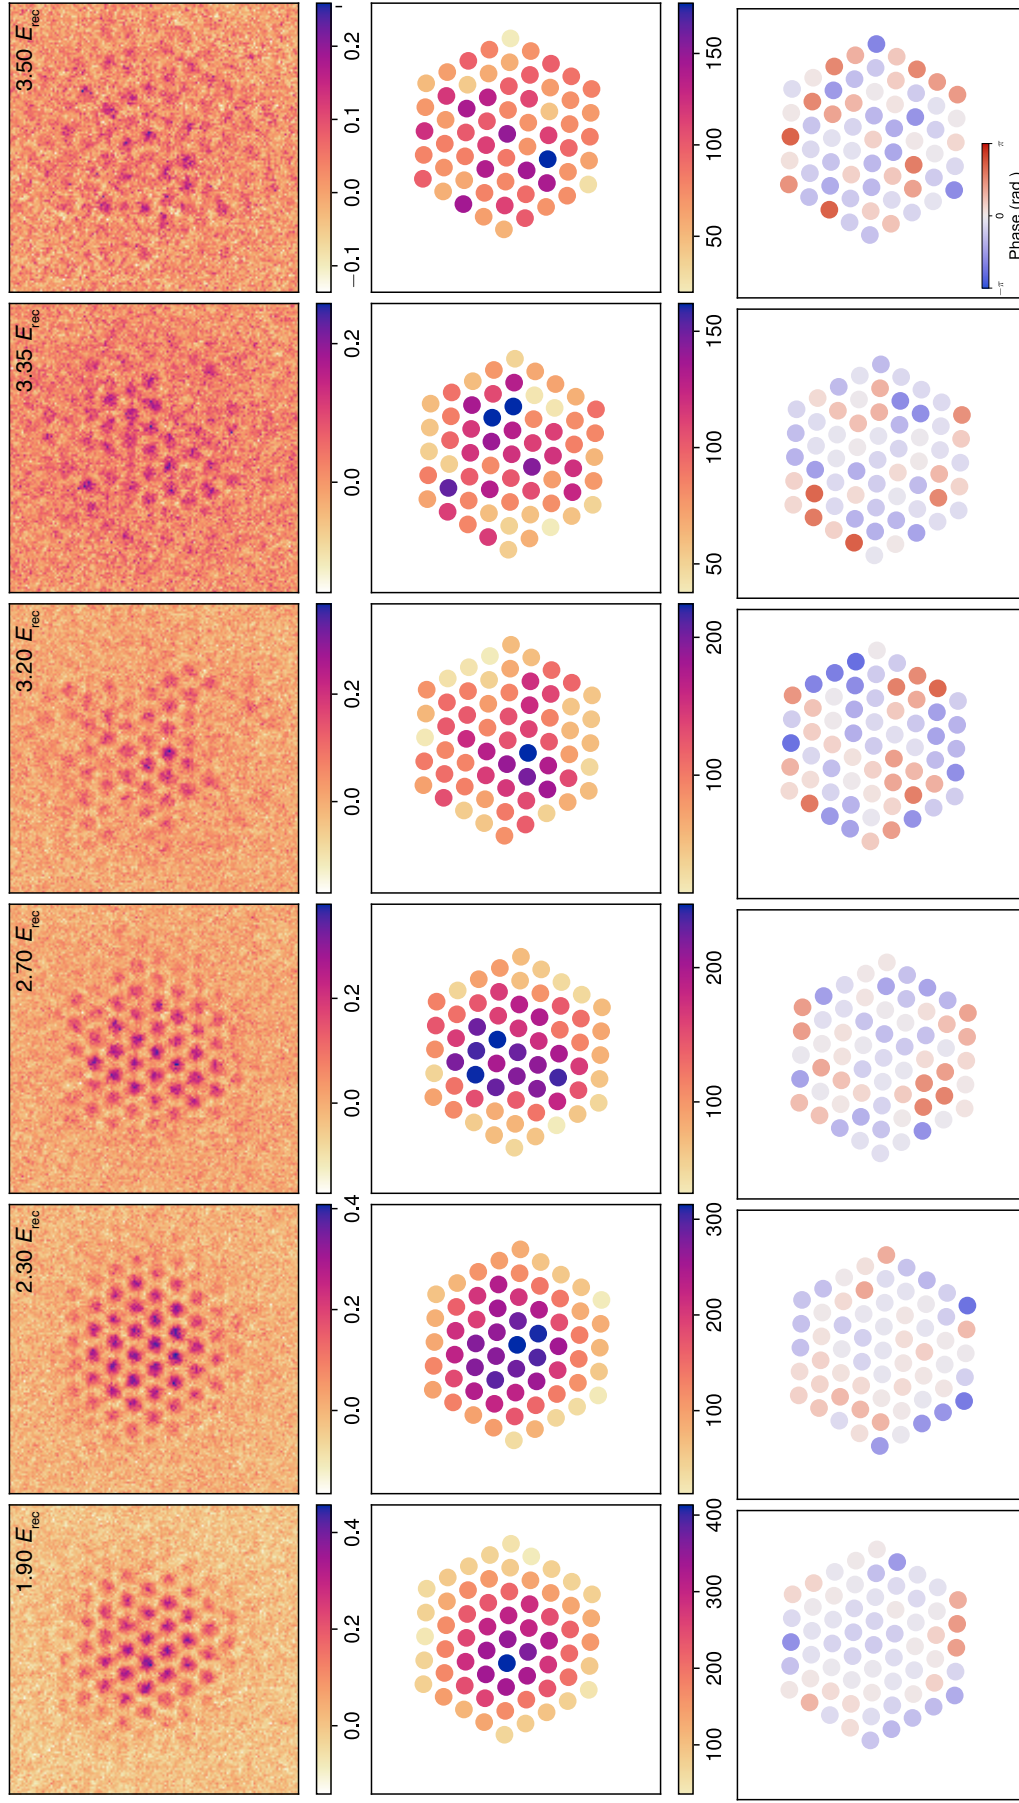 1.90 E_rec
2.30 E_rec
2.70 E_rec
3.20 E_rec
3.35 E_rec
3.50 E_rec
0.0 0.2 0.4
0.0 0.2 0.4
0.0 0.2
0.0 0.2
0.0 0.2
−0.1 0.0 0.1 0.2
100 200 300 400
100 200 300
100 200
100 200
50 100 150
50 100 150
−π 0 π
Phase (rad.)